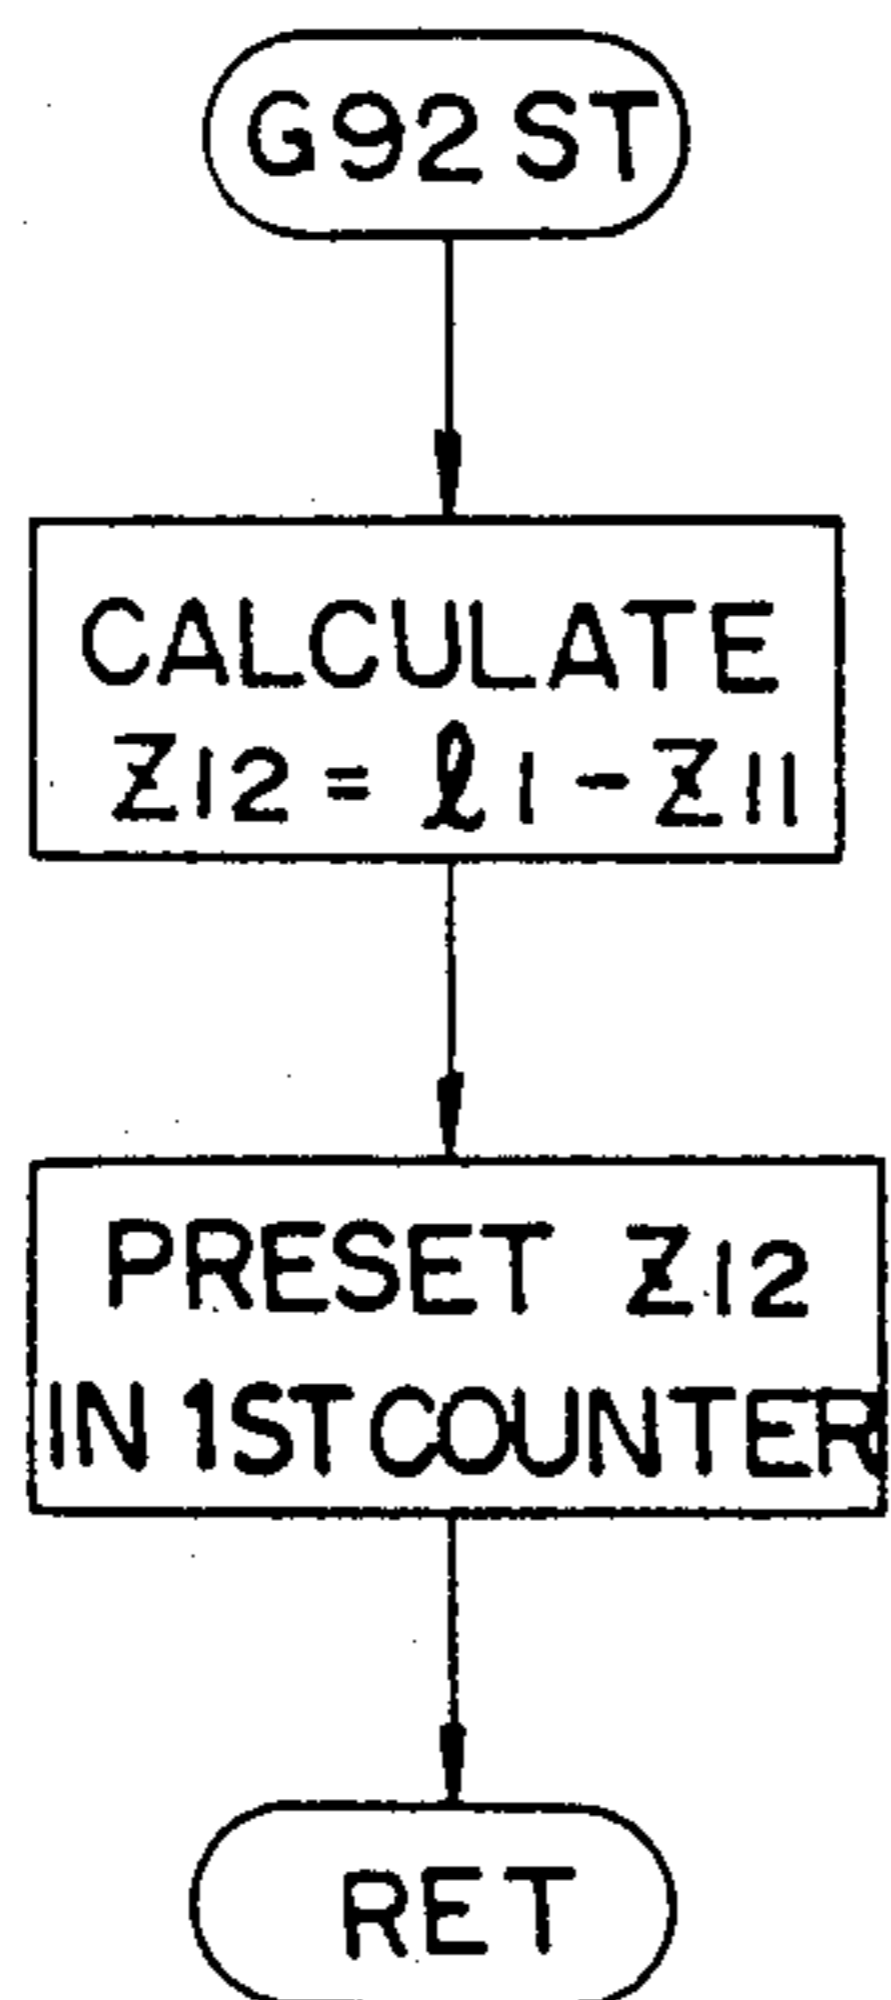 G92 ST
CALCULATE
Z12 = ℓ1 - Z11
PRESET Z12
IN 1ST COUNTER
RET